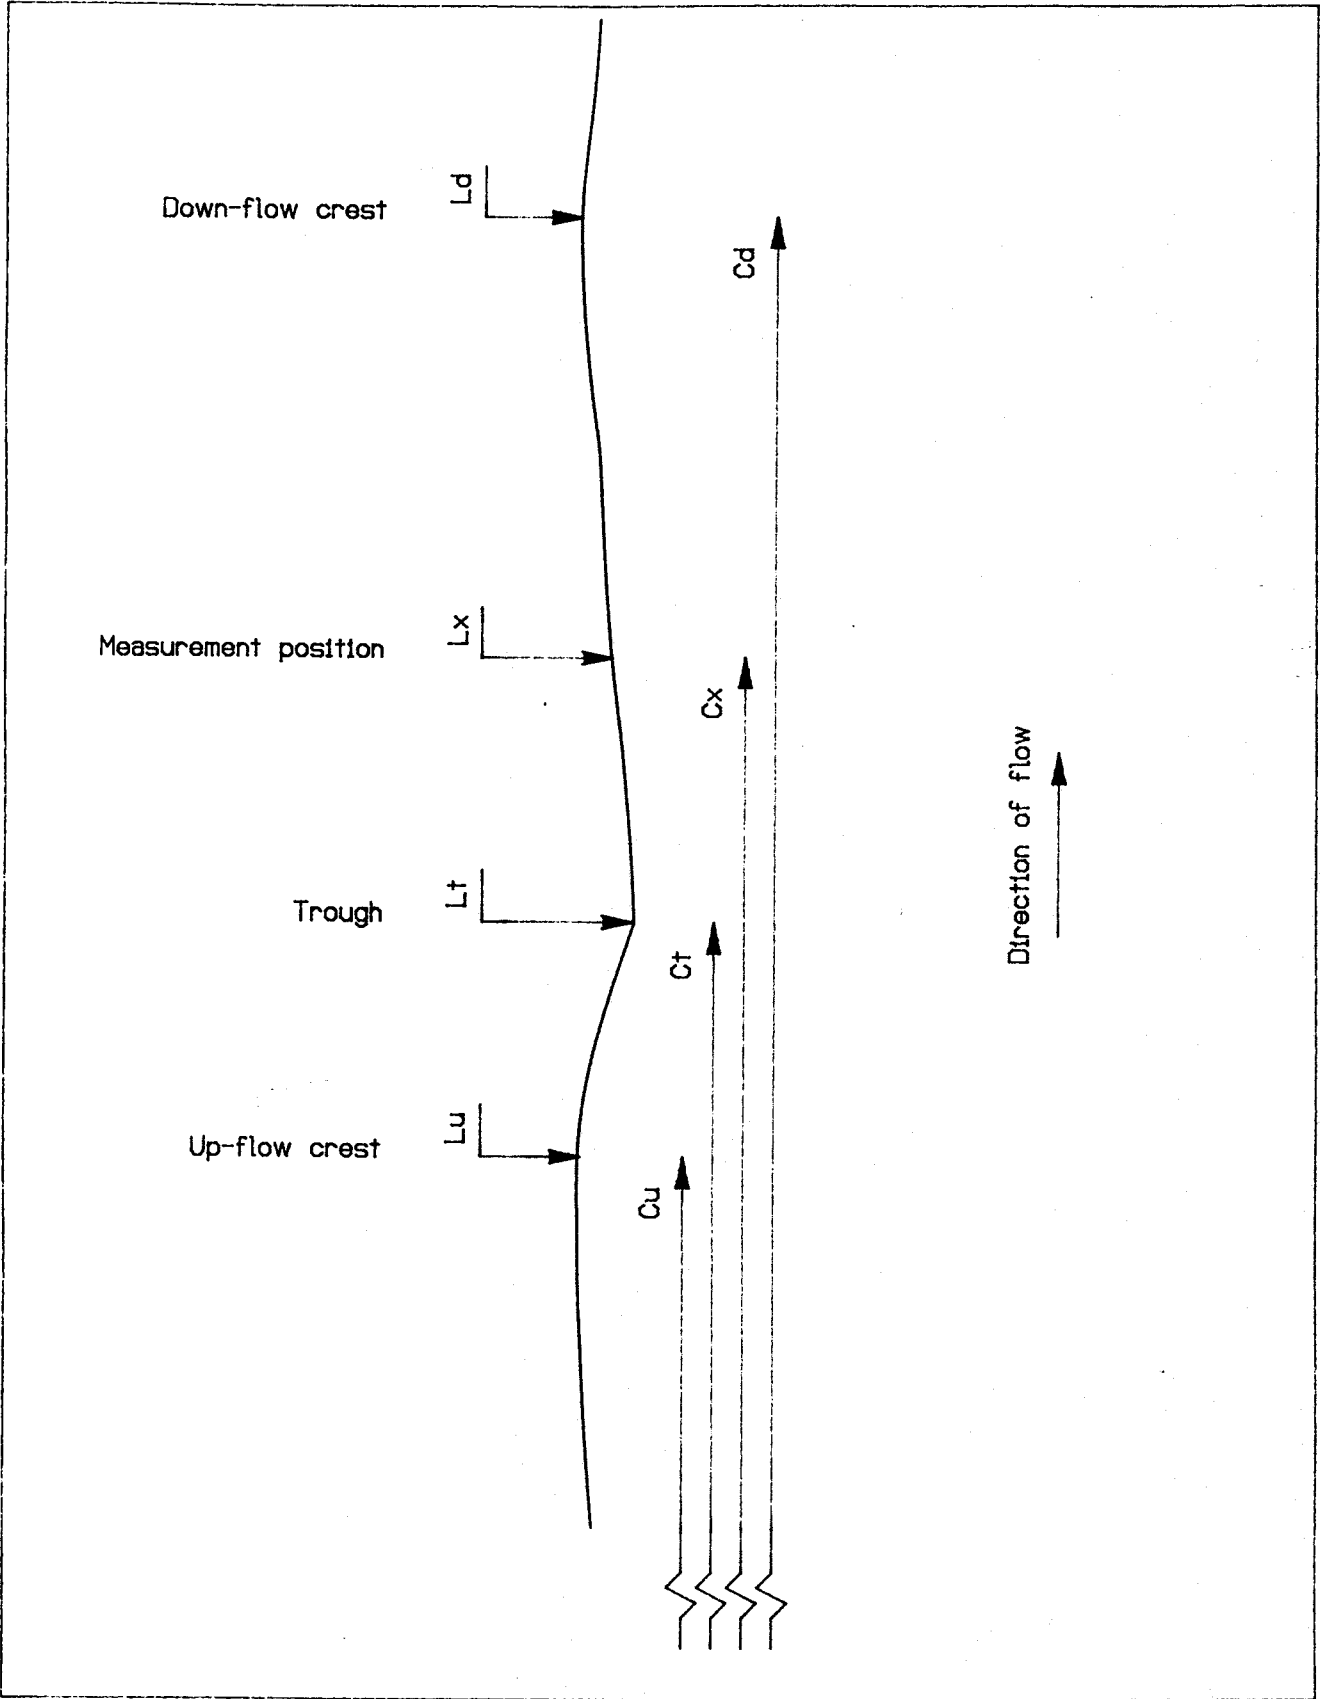 Down-flow crest
Ld
Cd
Measurement position
Lx
Cx
Direction of flow
Trough
Lt
Ct
Up-flow crest
Lu
Cu